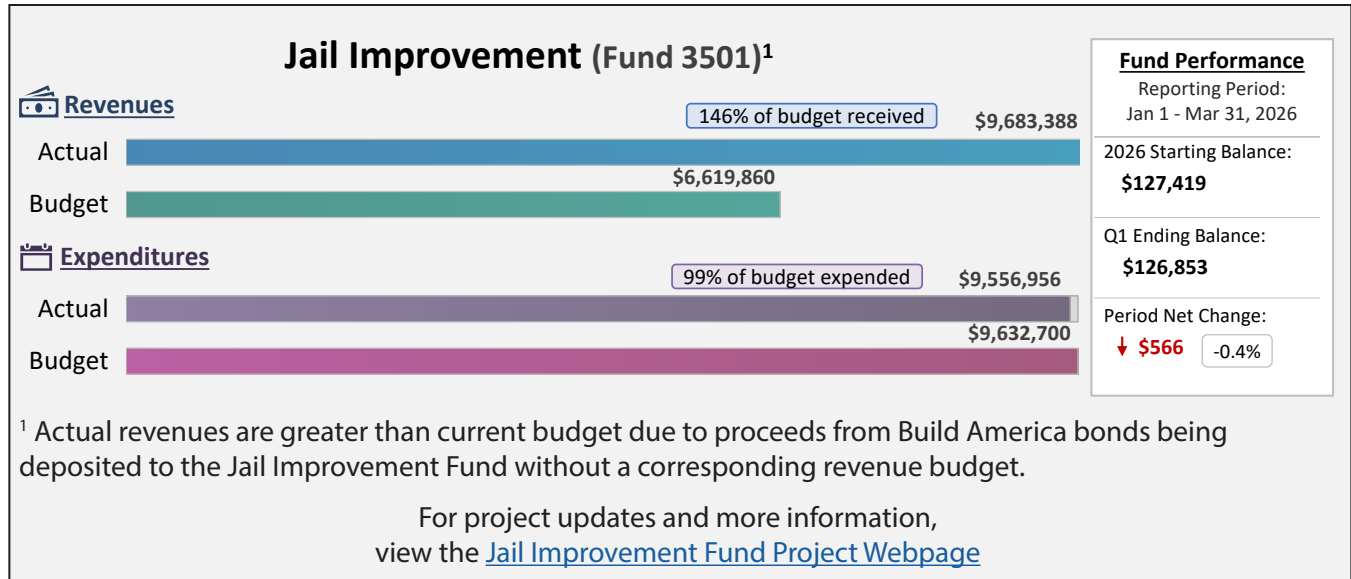 Jail Improvement (Fund 3501)¹
Revenues
146% of budget received
$9,683,388
Actual
$6,619,860
Budget
Expenditures
99% of budget expended
$9,556,956
Actual
$9,632,700
Budget
Fund Performance
Reporting Period:
Jan 1 - Mar 31, 2026
2026 Starting Balance:
$127,419
Q1 Ending Balance:
$126,853
Period Net Change:
↓ $566 -0.4%
¹ Actual revenues are greater than current budget due to proceeds from Build America bonds being
deposited to the Jail Improvement Fund without a corresponding revenue budget.
For project updates and more information,
view the Jail Improvement Fund Project Webpage